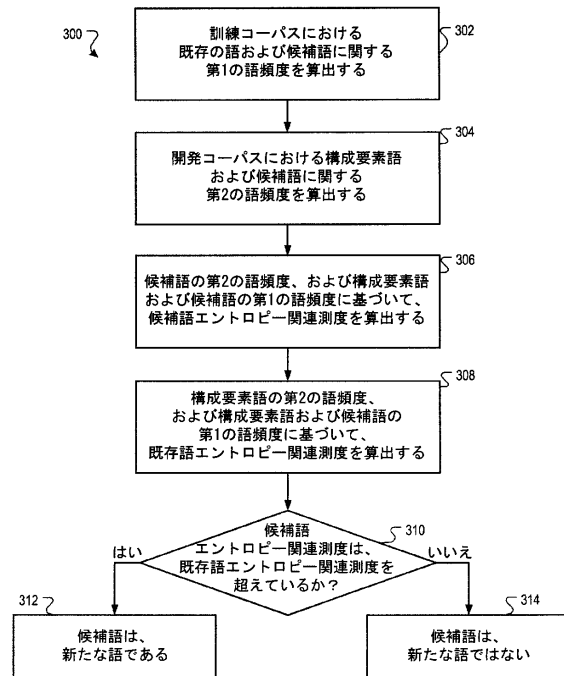 300
302
訓練コーパスにおける
既存の語および候補語に関する
第1の語頻度を算出する
304
開発コーパスにおける構成要素語
および候補語に関する
第2の語頻度を算出する
306
候補語の第2の語頻度、および構成要素語
および候補語の第1の語頻度に基づいて、
候補語エントロピー関連測度を算出する
308
構成要素語の第2の語頻度、
および構成要素語および候補語の
第1の語頻度に基づいて、
既存語エントロピー関連測度を算出する
310
候補語
エントロピー関連測度は、
既存語エントロピー関連測度を
超えているか？
はい
いいえ
312
候補語は、
新たな語である
314
候補語は、
新たな語ではない